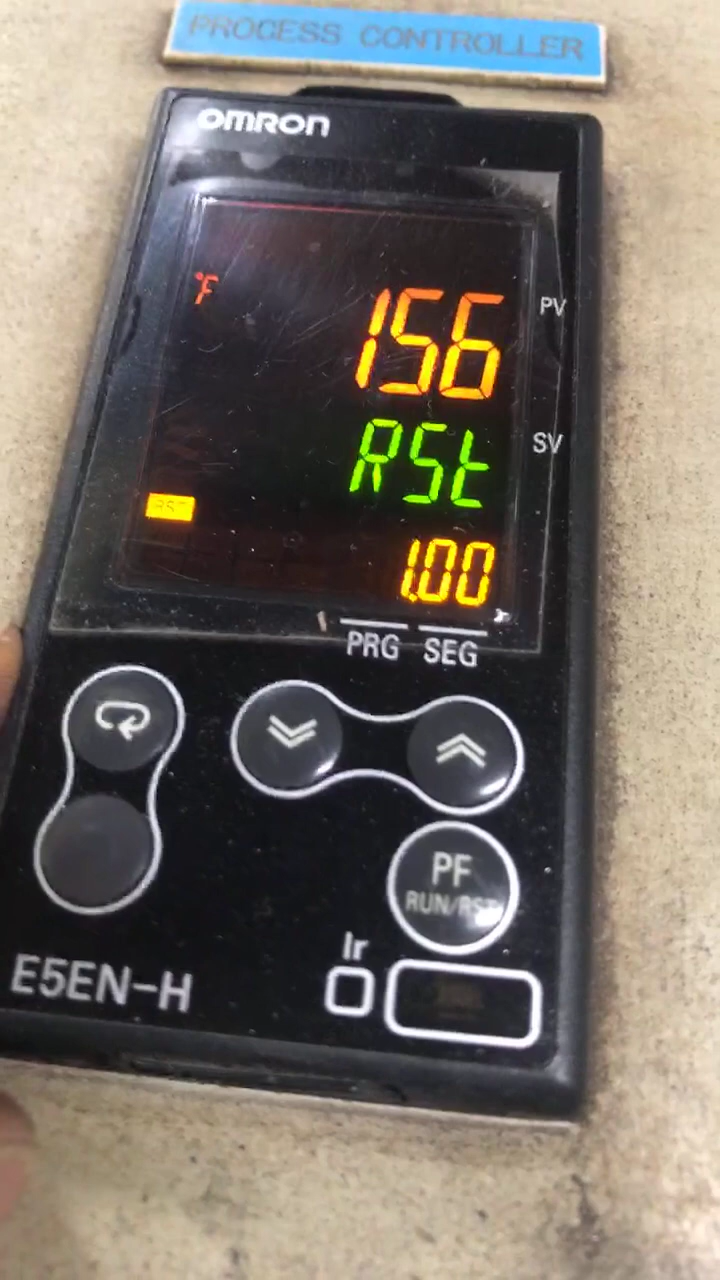 PROCESS CONTROLLER
OMRON
°F
156
PV
RSt
SV
RST
1.00
PRG SEG
PF
RUN/RST
Ir
E5EN-H